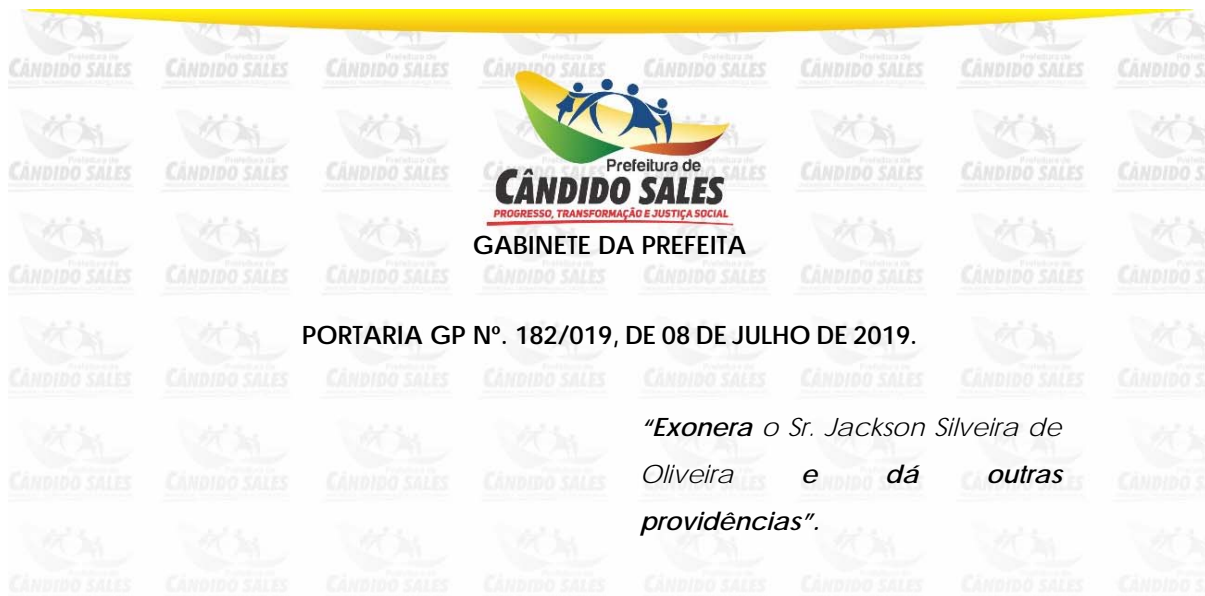 Prefeitura de
CÂNDIDO SALES
PROGRESSO, TRANSFORMAÇÃO E JUSTIÇA SOCIAL
GABINETE DA PREFEITA
PORTARIA GP Nº. 182/019, DE 08 DE JULHO DE 2019.
“Exonera o Sr. Jackson Silveira de
Oliveira e dá outras
providências”.